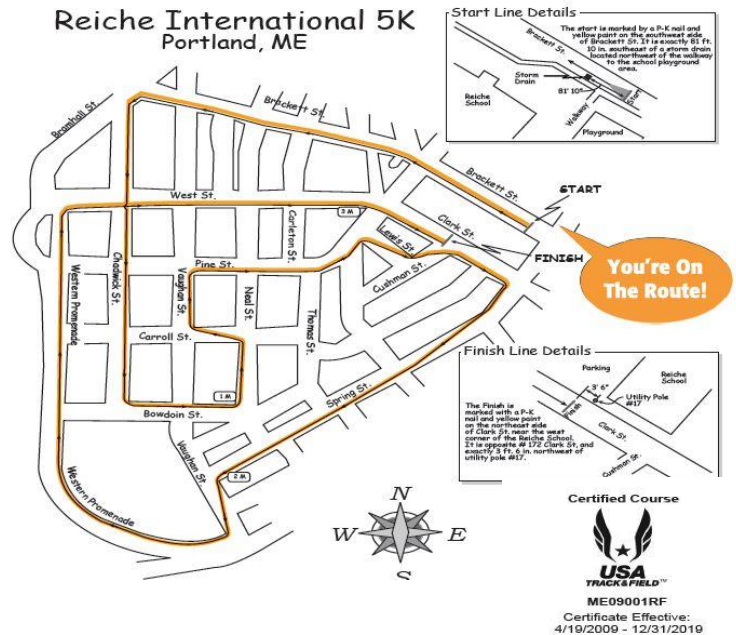 Reiche International 5K
Portland, ME
Start Line Details
The start is marked by a P-K nail and
yellow paint on the southwest side
of Brackett St. It is exactly 81 ft.
10 in. southeast of a storm drain
located northwest of the walkway
to the school playground
area.
Brackett St.
Storm
Drain
81' 10"
Start
Reiche
School
Walkway
Playground
Bramhall St.
Brackett St.
Brackett St.
START
West St.
3 M
Clark St.
Carleton St.
Lewis St
FINISH
You're On
The Route!
Western Promenade
Chadwick St.
Pine St.
Vaughan St.
Neal St.
Cushman St.
Thomas St.
Carroll St.
1 M
Bowdoin St.
Spring St.
Vaughan St
2 M
Western Promenade
Finish Line Details
Parking
Reiche
School
3' 6"
Utility Pole
#17
Finish
The Finish is
marked with a P-K
nail and yellow paint
on the northeast side
of Clark St. near the west
corner of the Reiche School.
It is opposite # 172 Clark St, and
exactly 3 ft. 6 in. northwest of
utility pole #17.
Clark St.
Cushman St.
N
W
E
S
Certified Course
USA
TRACK&FIELD™
ME09001RF
Certificate Effective:
4/19/2009 - 12/31/2019